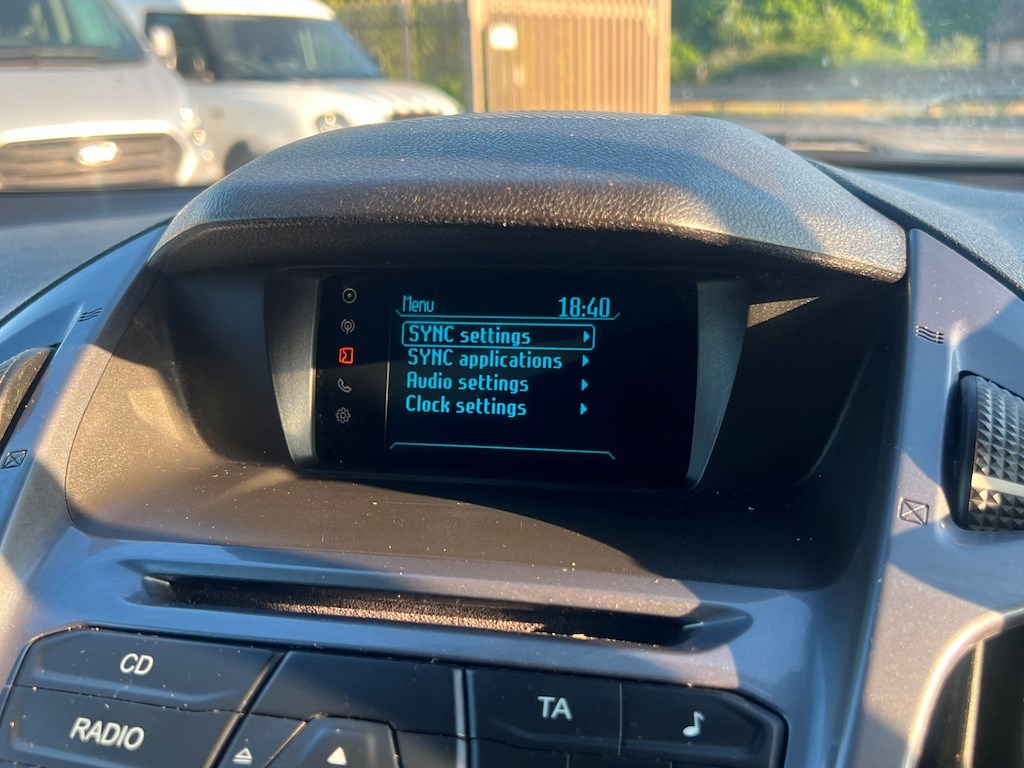 Menu 18:40
SYNC settings
SYNC applications
Audio settings
Clock settings
CD
TA
RADIO